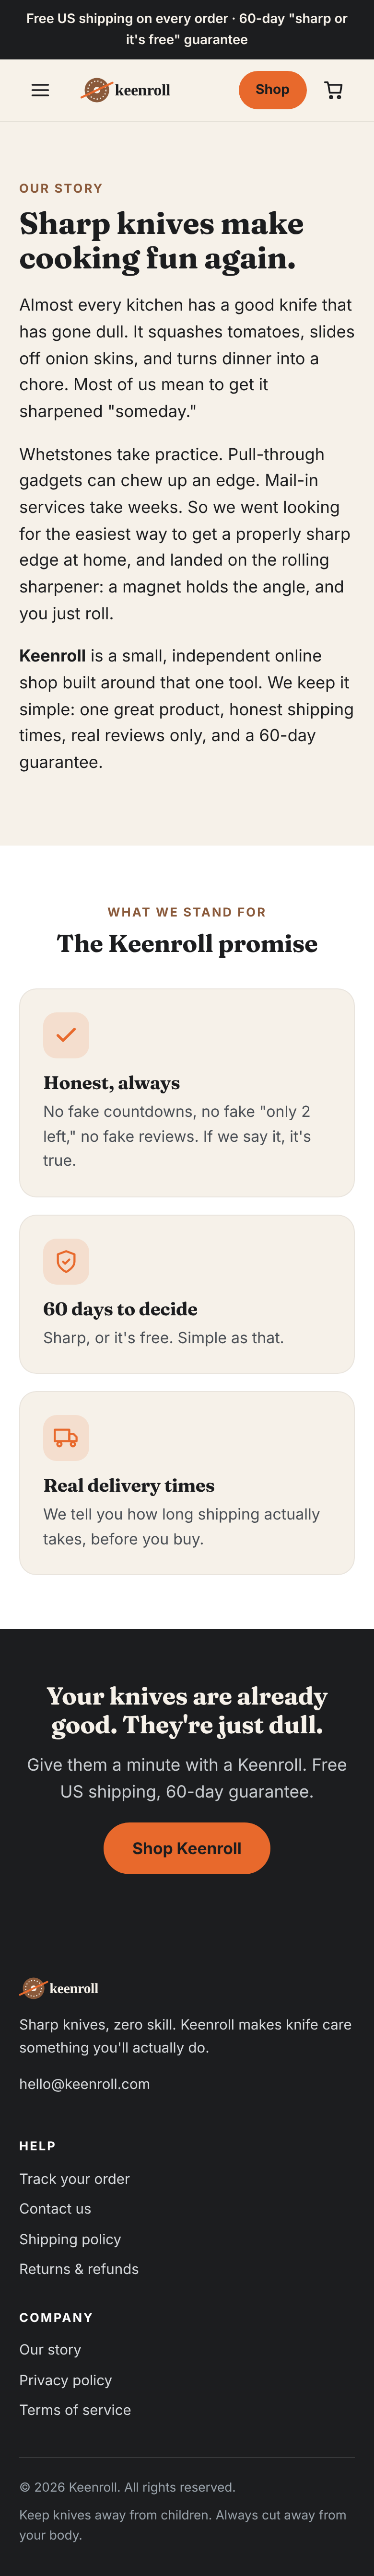 Free US shipping on every order · 60-day "sharp or
it's free" guarantee
keenroll
Shop
OUR STORY
Sharp knives make
cooking fun again.
Almost every kitchen has a good knife that
has gone dull. It squashes tomatoes, slides
off onion skins, and turns dinner into a
chore. Most of us mean to get it
sharpened "someday."
Whetstones take practice. Pull-through
gadgets can chew up an edge. Mail-in
services take weeks. So we went looking
for the easiest way to get a properly sharp
edge at home, and landed on the rolling
sharpener: a magnet holds the angle, and
you just roll.
Keenroll is a small, independent online
shop built around that one tool. We keep it
simple: one great product, honest shipping
times, real reviews only, and a 60-day
guarantee.
WHAT WE STAND FOR
The Keenroll promise
Honest, always
No fake countdowns, no fake "only 2
left," no fake reviews. If we say it, it's
true.
60 days to decide
Sharp, or it's free. Simple as that.
Real delivery times
We tell you how long shipping actually
takes, before you buy.
Your knives are already
good. They're just dull.
Give them a minute with a Keenroll. Free
US shipping, 60-day guarantee.
Shop Keenroll
keenroll
Sharp knives, zero skill. Keenroll makes knife care
something you'll actually do.
hello@keenroll.com
HELP
Track your order
Contact us
Shipping policy
Returns & refunds
COMPANY
Our story
Privacy policy
Terms of service
© 2026 Keenroll. All rights reserved.
Keep knives away from children. Always cut away from
your body.